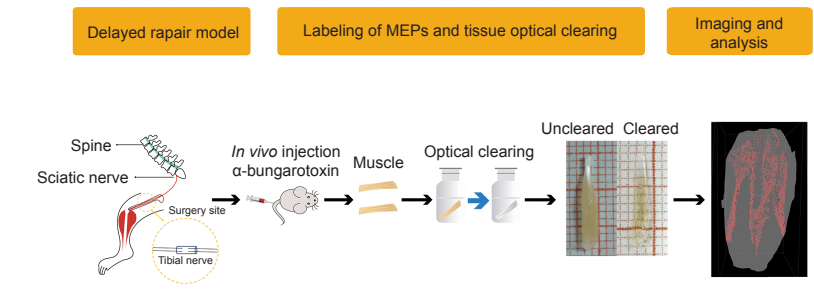 Delayed rapair model
Labeling of MEPs and tissue optical clearing
Imaging and
analysis
Spine
Sciatic nerve
Surgery site
Tibial nerve
In vivo injection
α-bungarotoxin
Muscle
Optical clearing
Uncleared
Cleared